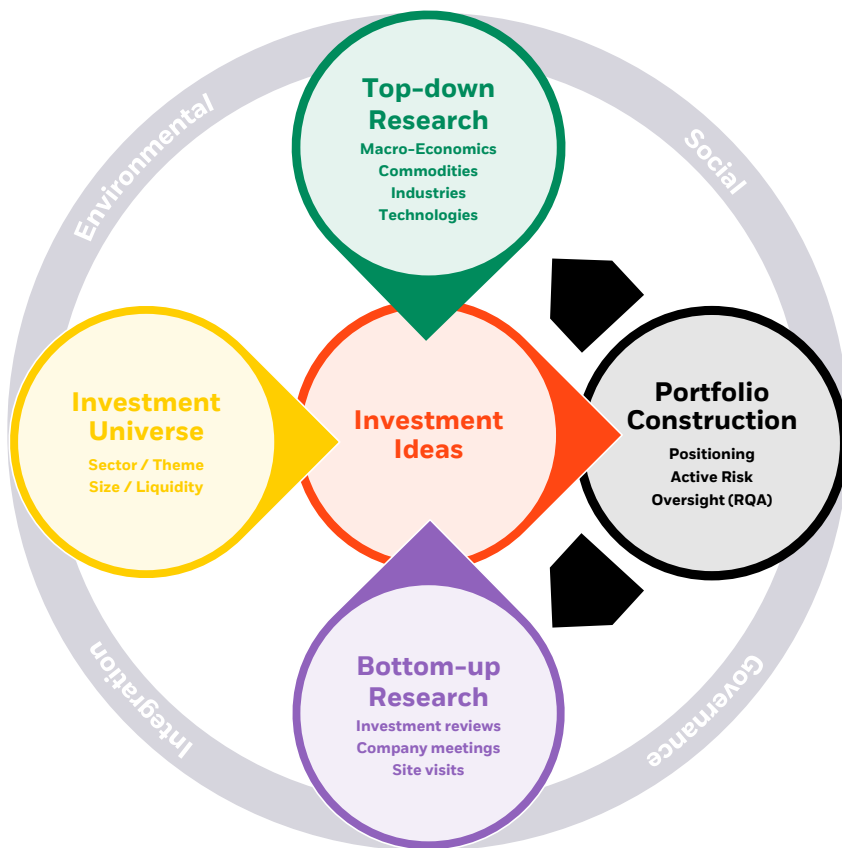 Environmental
Social
Top-down
Research
Macro-Economics
Commodities
Industries
Technologies
Investment
Universe
Sector / Theme
Size / Liquidity
Investment
Ideas
Portfolio
Construction
Positioning
Active Risk
Oversight (RQA)
Bottom-up
Research
Investment reviews
Company meetings
Site visits
Integration
Governance